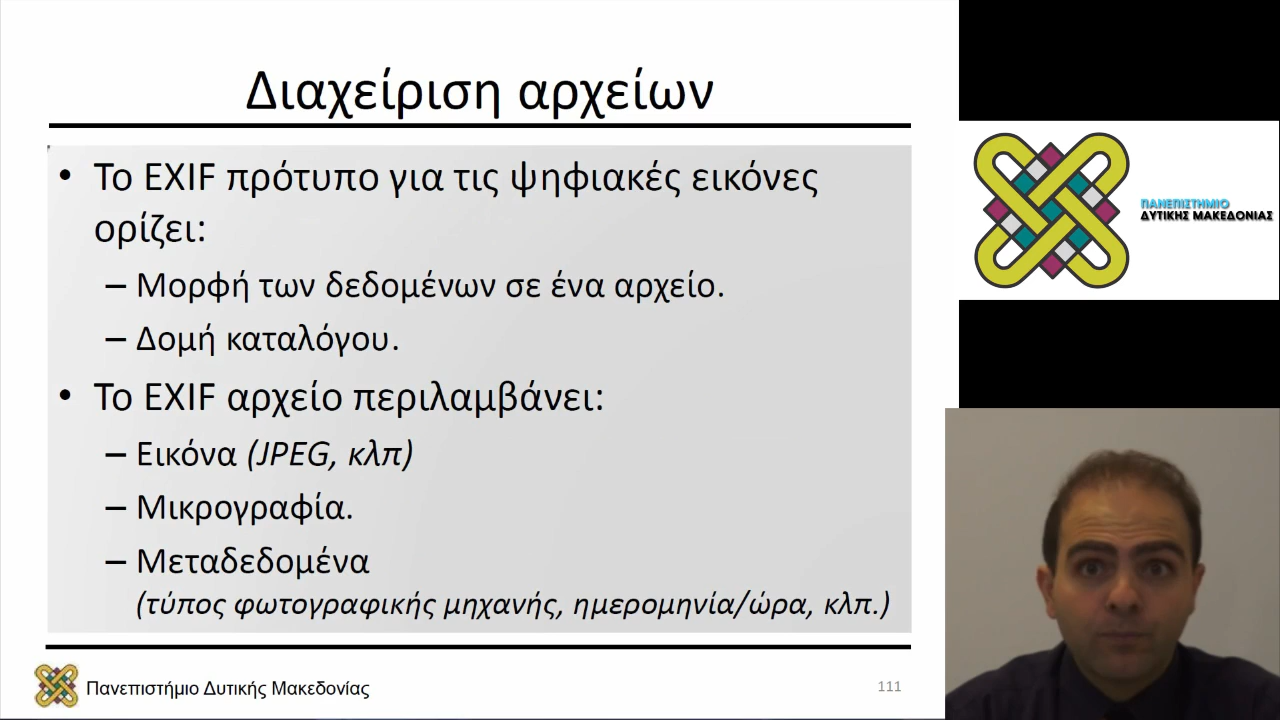 Διαχείριση αρχείων
• Το EXIF πρότυπο για τις ψηφιακές εικόνες
ορίζει:
– Μορφή των δεδομένων σε ένα αρχείο.
– Δομή καταλόγου.
• Το EXIF αρχείο περιλαμβάνει:
– Εικόνα (JPEG, κλπ)
– Μικρογραφία.
– Μεταδεδομένα
(τύπος φωτογραφικής μηχανής, ημερομηνία/ώρα, κλπ.)
Πανεπιστήμιο Δυτικής Μακεδονίας
111
ΠΑΝΕΠΙΣΤΗΜΙΟ
ΔΥΤΙΚΗΣ ΜΑΚΕΔΟΝΙΑΣ